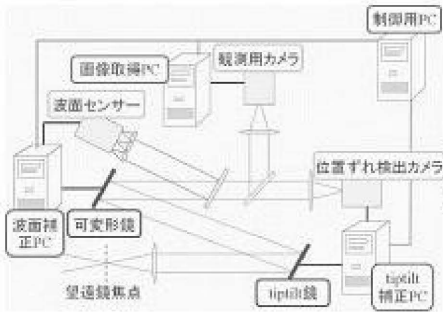 制御用PC
画像取得PC
観測用カメラ
波面センサー
位置ずれ検出カメラ
波面補
正PC
可変形鏡
望遠鏡焦点
tiptilt鏡
tiptilt
補正PC